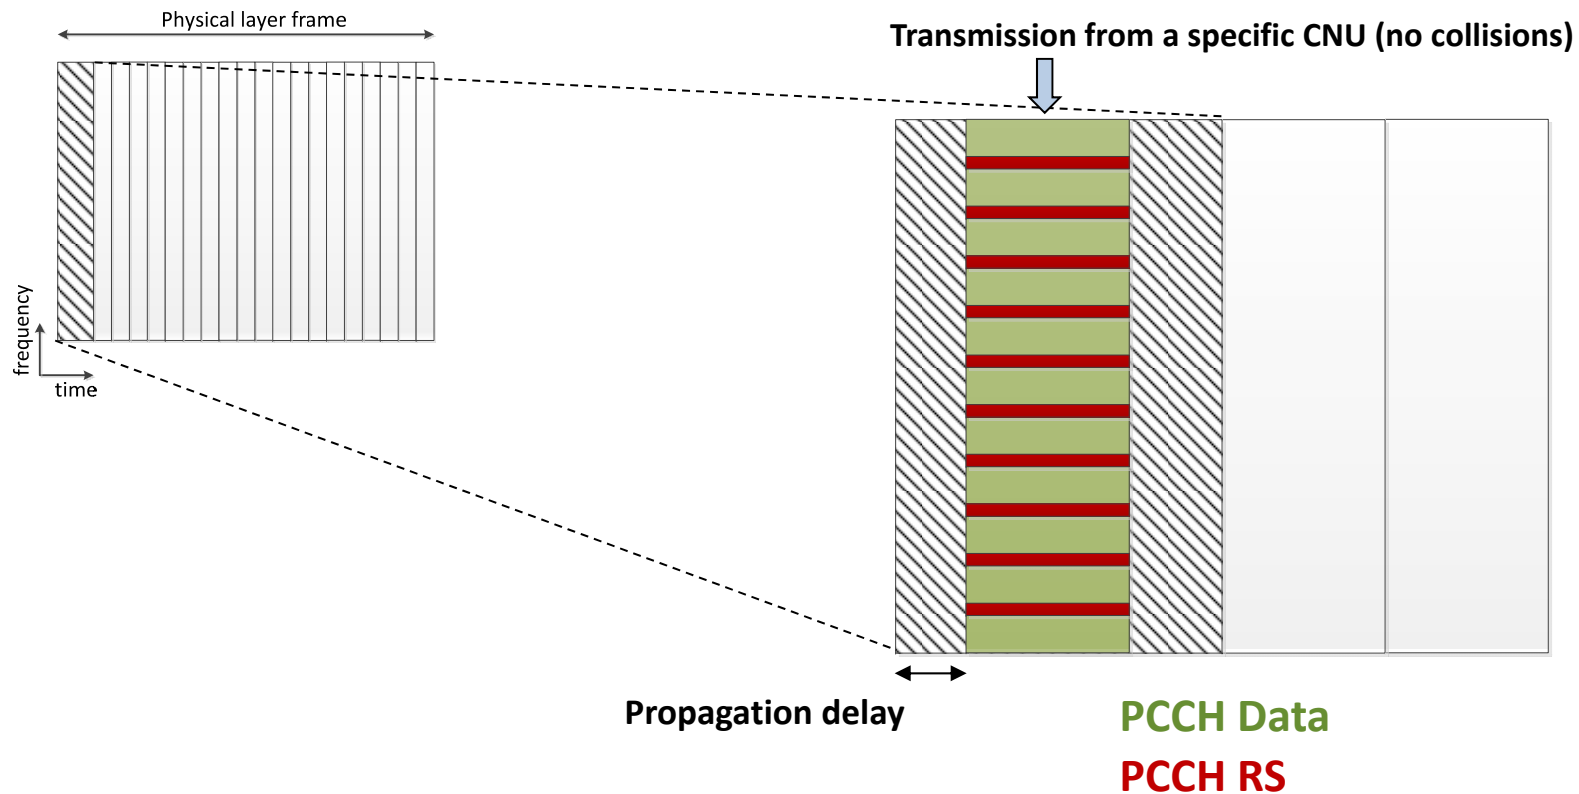 Physical layer frame
Transmission from a specific CNU (no collisions)
frequency
time
Propagation delay
PCCH Data
PCCH RS